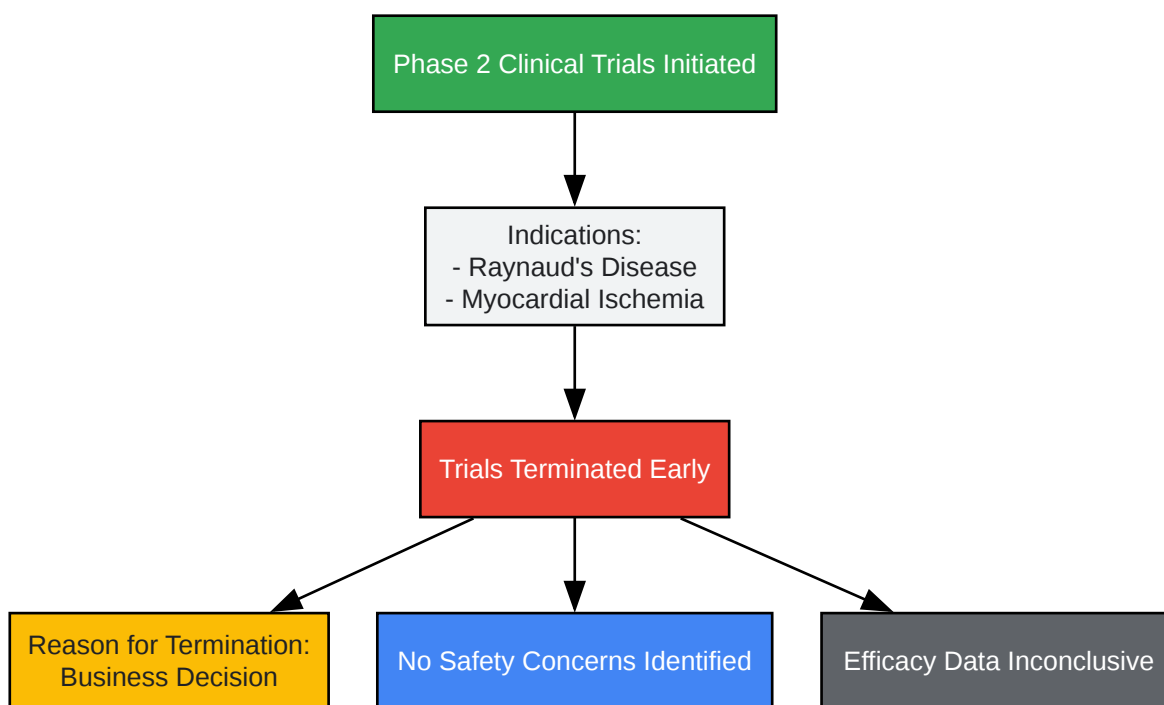 Phase 2 Clinical Trials Initiated
Indications:
- Raynaud's Disease
- Myocardial Ischemia
Trials Terminated Early
Reason for Termination:
Business Decision
No Safety Concerns Identified
Efficacy Data Inconclusive